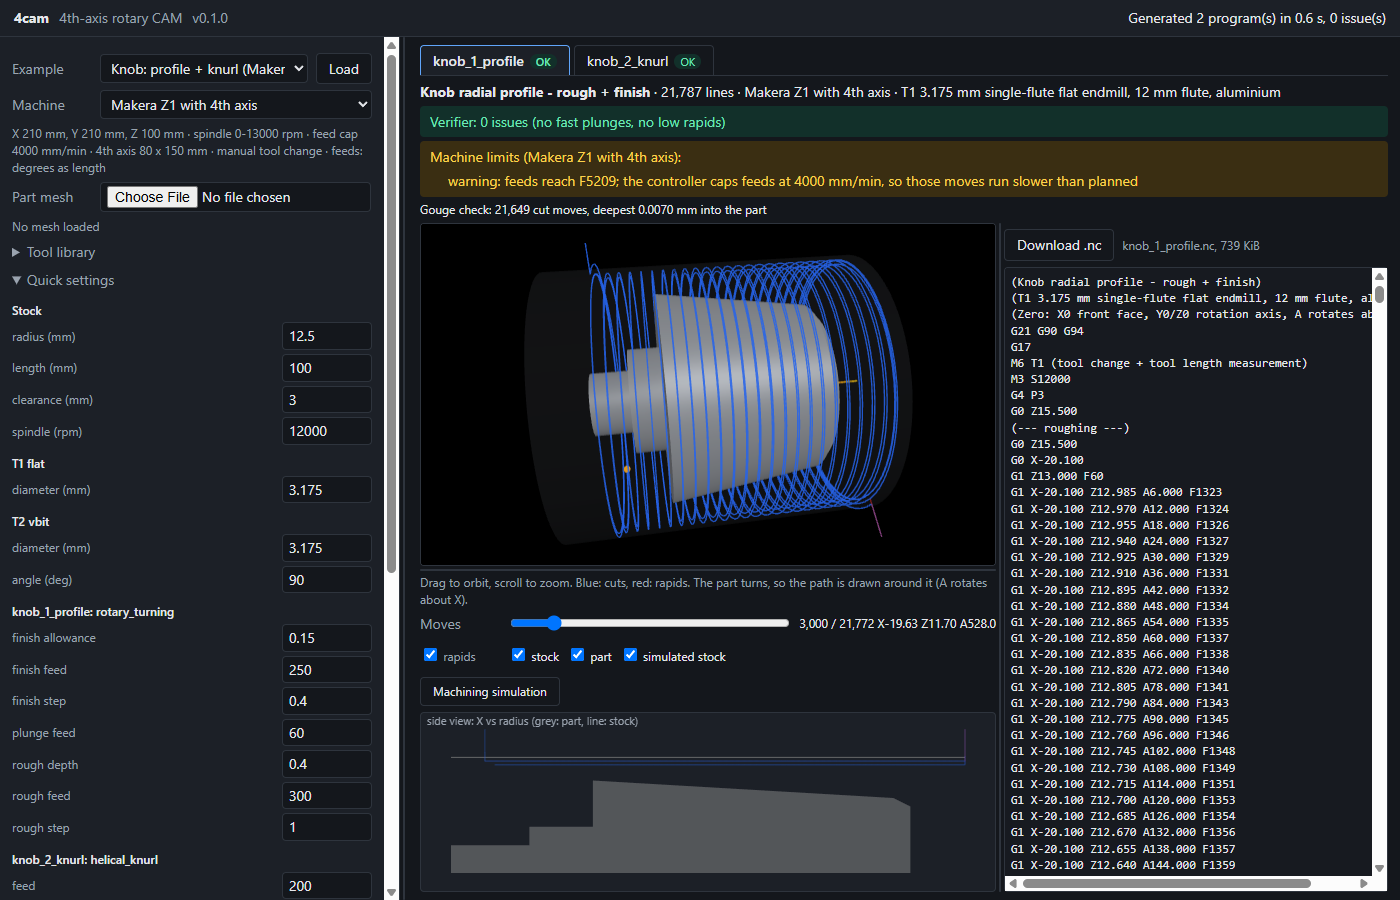 4cam 4th-axis rotary CAM v0.1.0
Generated 2 program(s) in 0.6 s, 0 issue(s)
Example
Knob: profile + knurl (Maker
Load
Machine
Makera Z1 with 4th axis
X 210 mm, Y 210 mm, Z 100 mm · spindle 0-13000 rpm · feed cap
4000 mm/min · 4th axis 80 x 150 mm · manual tool change · feeds:
degrees as length
Part mesh
Choose File No file chosen
No mesh loaded
Tool library
Quick settings
Stock
radius (mm) 12.5
length (mm) 100
clearance (mm) 3
spindle (rpm) 12000
T1 flat
diameter (mm) 3.175
T2 vbit
diameter (mm) 3.175
angle (deg) 90
knob_1_profile: rotary_turning
finish allowance 0.15
finish feed 250
finish step 0.4
plunge feed 60
rough depth 0.4
rough feed 300
rough step 1
knob_2_knurl: helical_knurl
feed 200
knob_1_profile OK
knob_2_knurl OK
Knob radial profile - rough + finish · 21,787 lines · Makera Z1 with 4th axis · T1 3.175 mm single-flute flat endmill, 12 mm flute, aluminium
Verifier: 0 issues (no fast plunges, no low rapids)
Machine limits (Makera Z1 with 4th axis):
warning: feeds reach F5209; the controller caps feeds at 4000 mm/min, so those moves run slower than planned
Gouge check: 21,649 cut moves, deepest 0.0070 mm into the part
Drag to orbit, scroll to zoom. Blue: cuts, red: rapids. The part turns, so the path is drawn around it (A rotates
about X).
Moves
3,000 / 21,772 X-19.63 Z11.70 A528.0
rapids
stock
part
simulated stock
Machining simulation
side view: X vs radius (grey: part, line: stock)
Download .nc
knob_1_profile.nc, 739 KiB
(Knob radial profile - rough + finish)
(T1 3.175 mm single-flute flat endmill, 12 mm flute, al
(Zero: X0 front face, Y0/Z0 rotation axis, A rotates ab
G21 G90 G94
G17
M6 T1 (tool change + tool length measurement)
M3 S12000
G4 P3
G0 Z15.500
(--- roughing ---)
G0 Z15.500
G0 X-20.100
G1 Z13.000 F60
G1 X-20.100 Z12.985 A6.000 F1323
G1 X-20.100 Z12.970 A12.000 F1324
G1 X-20.100 Z12.955 A18.000 F1326
G1 X-20.100 Z12.940 A24.000 F1327
G1 X-20.100 Z12.925 A30.000 F1329
G1 X-20.100 Z12.910 A36.000 F1331
G1 X-20.100 Z12.895 A42.000 F1332
G1 X-20.100 Z12.880 A48.000 F1334
G1 X-20.100 Z12.865 A54.000 F1335
G1 X-20.100 Z12.850 A60.000 F1337
G1 X-20.100 Z12.835 A66.000 F1338
G1 X-20.100 Z12.820 A72.000 F1340
G1 X-20.100 Z12.805 A78.000 F1341
G1 X-20.100 Z12.790 A84.000 F1343
G1 X-20.100 Z12.775 A90.000 F1345
G1 X-20.100 Z12.760 A96.000 F1346
G1 X-20.100 Z12.745 A102.000 F1348
G1 X-20.100 Z12.730 A108.000 F1349
G1 X-20.100 Z12.715 A114.000 F1351
G1 X-20.100 Z12.700 A120.000 F1353
G1 X-20.100 Z12.685 A126.000 F1354
G1 X-20.100 Z12.670 A132.000 F1356
G1 X-20.100 Z12.655 A138.000 F1357
G1 X-20.100 Z12.640 A144.000 F1359